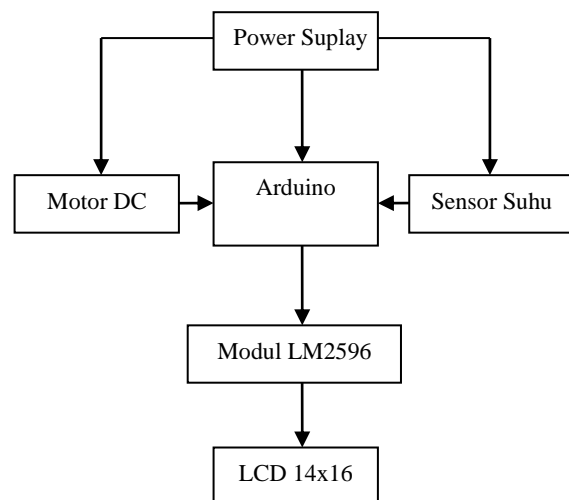 Power Suplay
Motor DC
Arduino
Sensor Suhu
Modul LM2596
LCD 14x16